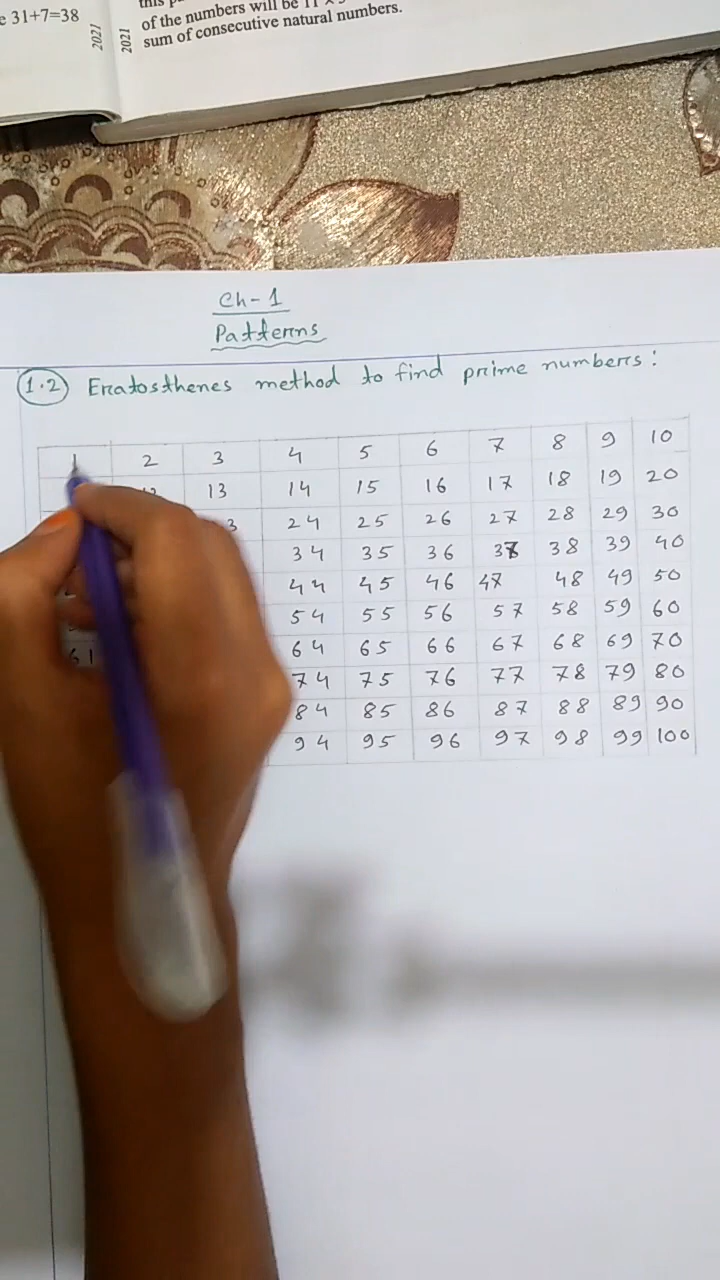 e 31+7=38
2021
2021
of the numbers will be 11 ×
sum of consecutive natural numbers.
Ch-1
Patterns
1.2 Eratosthenes method to find prime numbers:
1 2 3 4 5 6 7 8 9 10
13 14 15 16 17 18 19 20
3 24 25 26 27 28 29 30
34 35 36 37 38 39 40
44 45 46 47 48 49 50
54 55 56 57 58 59 60
61 64 65 66 67 68 69 70
74 75 76 77 78 79 80
84 85 86 87 88 89 90
94 95 96 97 98 99 100